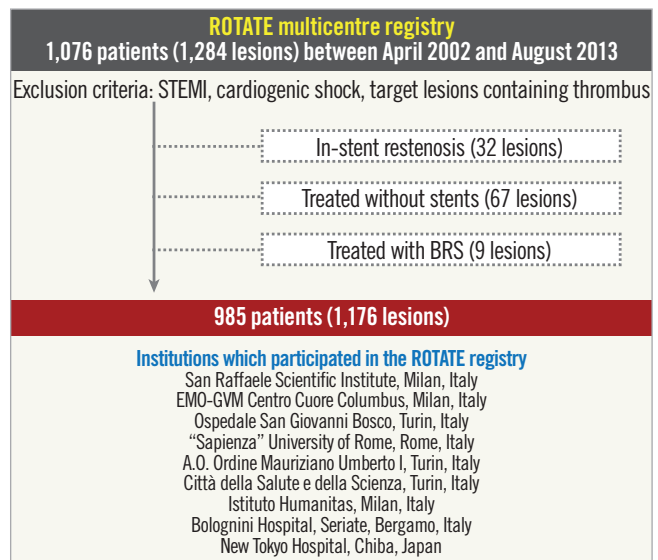 ROTATE multicentre registry
1,076 patients (1,284 lesions) between April 2002 and August 2013
Exclusion criteria: STEMI, cardiogenic shock, target lesions containing thrombus
In-stent restenosis (32 lesions)
Treated without stents (67 lesions)
Treated with BRS (9 lesions)
985 patients (1,176 lesions)
Institutions which participated in the ROTATE registry
San Raffaele Scientific Institute, Milan, Italy
EMO-GVM Centro Cuore Columbus, Milan, Italy
Ospedale San Giovanni Bosco, Turin, Italy
“Sapienza” University of Rome, Rome, Italy
A.O. Ordine Mauriziano Umberto I, Turin, Italy
Città della Salute e della Scienza, Turin, Italy
Istituto Humanitas, Milan, Italy
Bolognini Hospital, Seriate, Bergamo, Italy
New Tokyo Hospital, Chiba, Japan